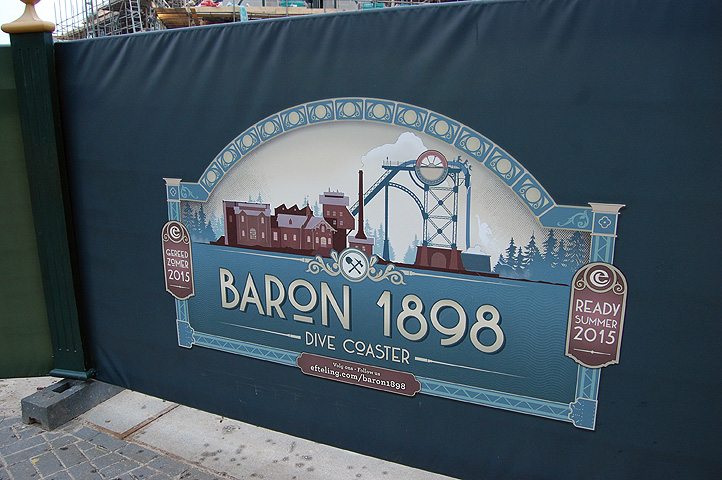 GEREED
ZOMER
2015
BARON 1898
DIVE COASTER
READY
SUMMER
2015
Volg ons - Follow us
efteling.com/baron1898